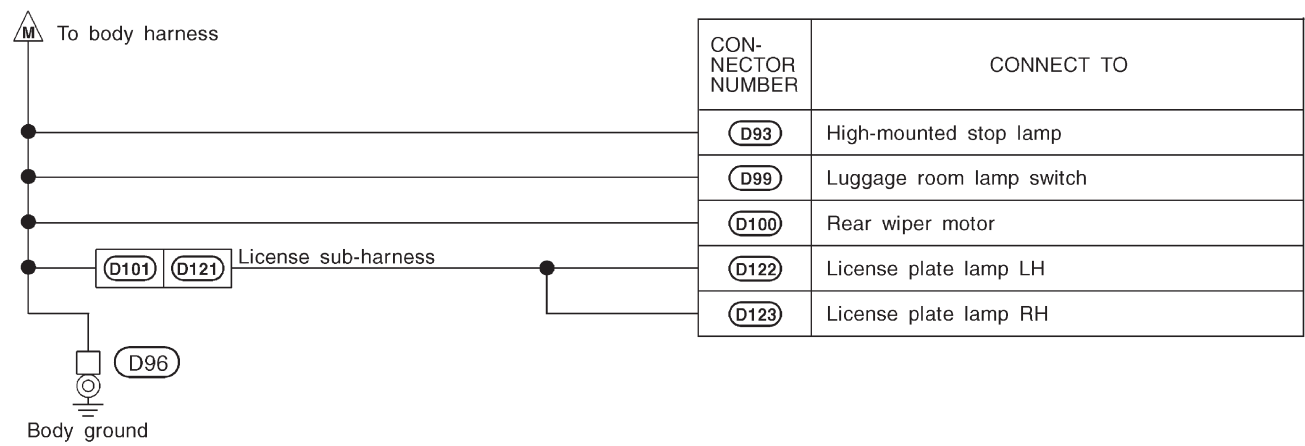 M To body harness
CON-
NECTOR
NUMBER
CONNECT TO
D93 High-mounted stop lamp
D99 Luggage room lamp switch
D100 Rear wiper motor
D101 D121 License sub-harness
D122 License plate lamp LH
D123 License plate lamp RH
D96
Body ground